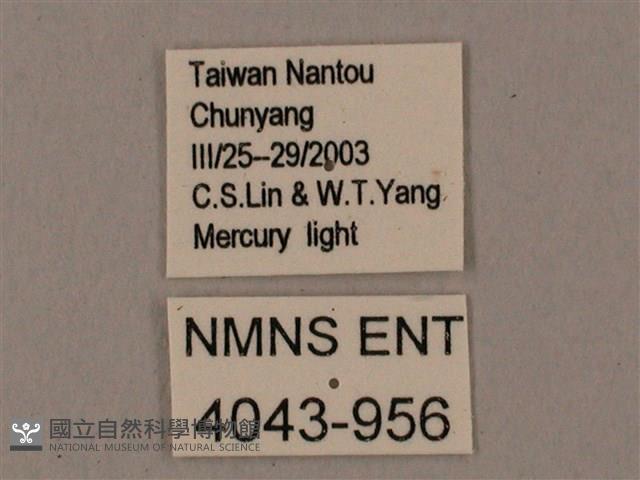 Taiwan Nantou
Chunyang
III/25--29/2003
C.S.Lin & W.T.Yang
Mercury light
NMNS ENT
4043-956
國立自然科學博物館
NATIONAL MUSEUM OF NATURAL SCIENCE